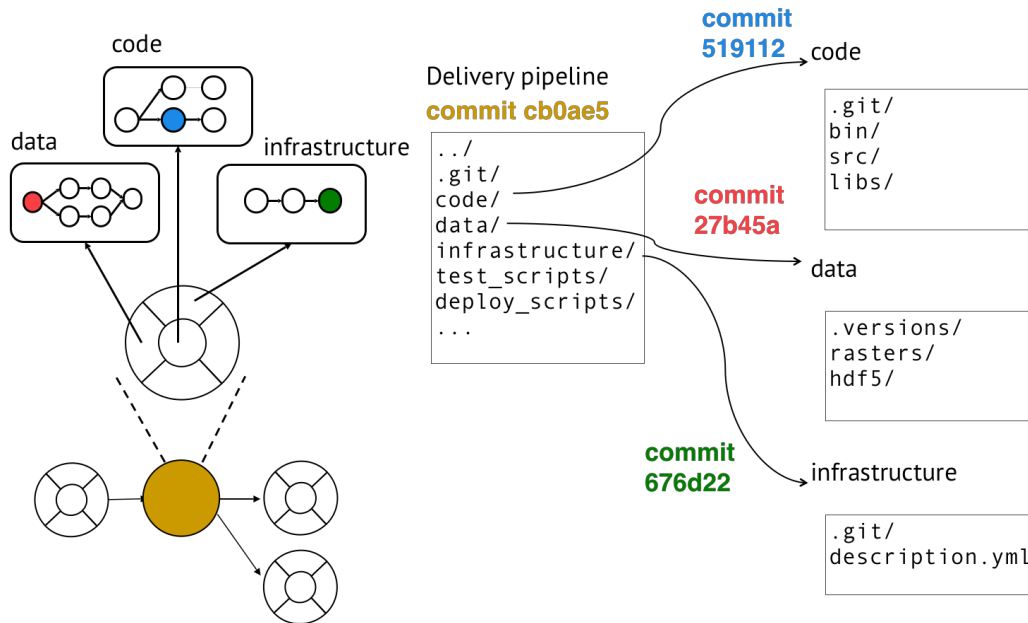 code
data
infrastructure
Delivery pipeline
commit cb0ae5
../
.git/
code/
data/
infrastructure/
test_scripts/
deploy_scripts/
...
commit
519112
code
.git/
bin/
src/
libs/
commit
27b45a
data
.versions/
rasters/
hdf5/
commit
676d22
infrastructure
.git/
description.yml